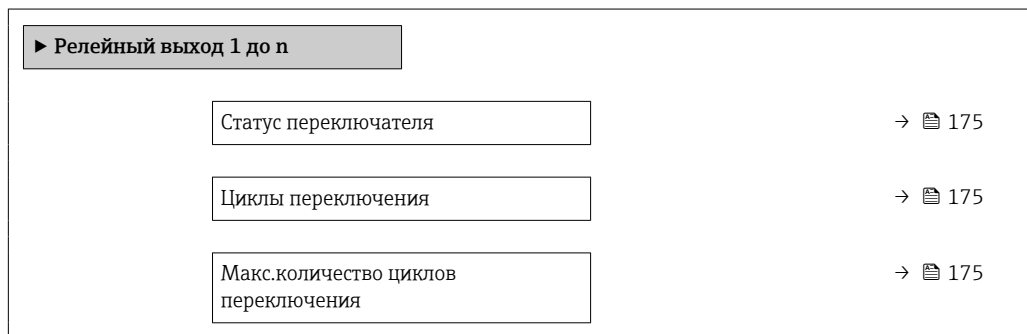 ▶ Релейный выход 1 до n
Статус переключателя → 175
Циклы переключения → 175
Макс.количество циклов → 175
переключения